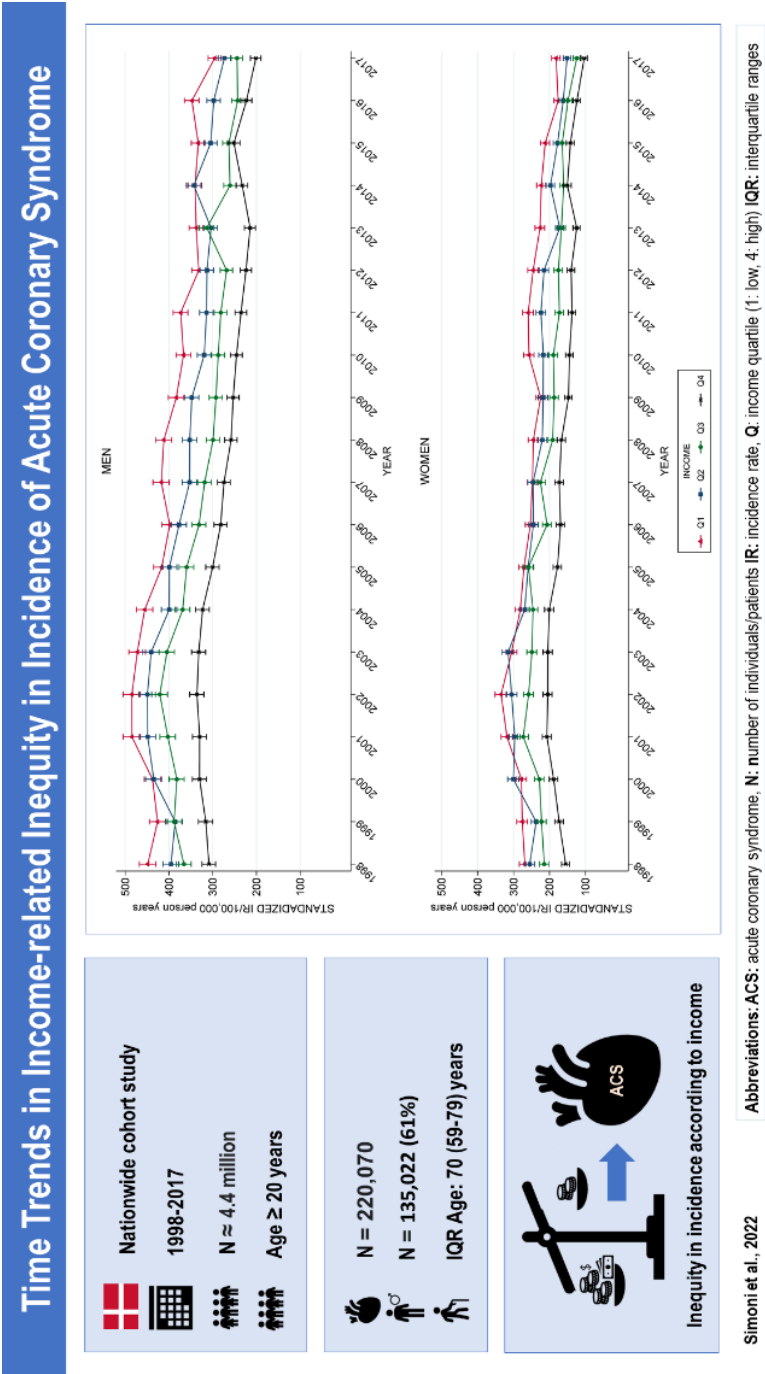 Time Trends in Income-related Inequity in Incidence of Acute Coronary Syndrome
Nationwide cohort study
1998-2017
N ≈ 4.4 million
Age ≥ 20 years
N = 220,070
N = 135,022 (61%)
IQR Age: 70 (59-79) years
ACS
Inequity in incidence according to income
MEN
STANDADIZED IR/100,000 person years
500
400
300
200
100
1998
1999
2000
2001
2002
2003
2004
2005
2006
2007
2008
2009
2010
2011
2012
2013
2014
2015
2016
2017
YEAR
WOMEN
STANDADIZED IR/100,000 person years
500
400
300
200
100
1998
1999
2000
2001
2002
2003
2004
2005
2006
2007
2008
2009
2010
2011
2012
2013
2014
2015
2016
2017
YEAR
INCOME
Q1 Q2 Q3 Q4
Simoni et al., 2022
Abbreviations: ACS: acute coronary syndrome, N: number of individuals/patients IR: incidence rate, Q: income quartile (1: low, 4: high) IQR: interquartile ranges